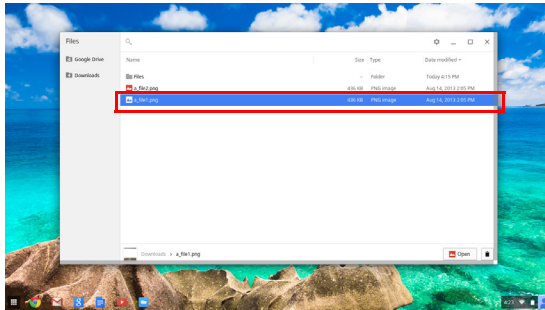 Files
Google Drive
Downloads
Name Size Type Date modified
Files -- Folder Today 4:15 PM
a_file2.png 436 KB PNG image Aug 14, 2013 2:05 PM
a_file1.png 436 KB PNG image Aug 14, 2013 2:05 PM
Downloads a_file1.png Open
4:23